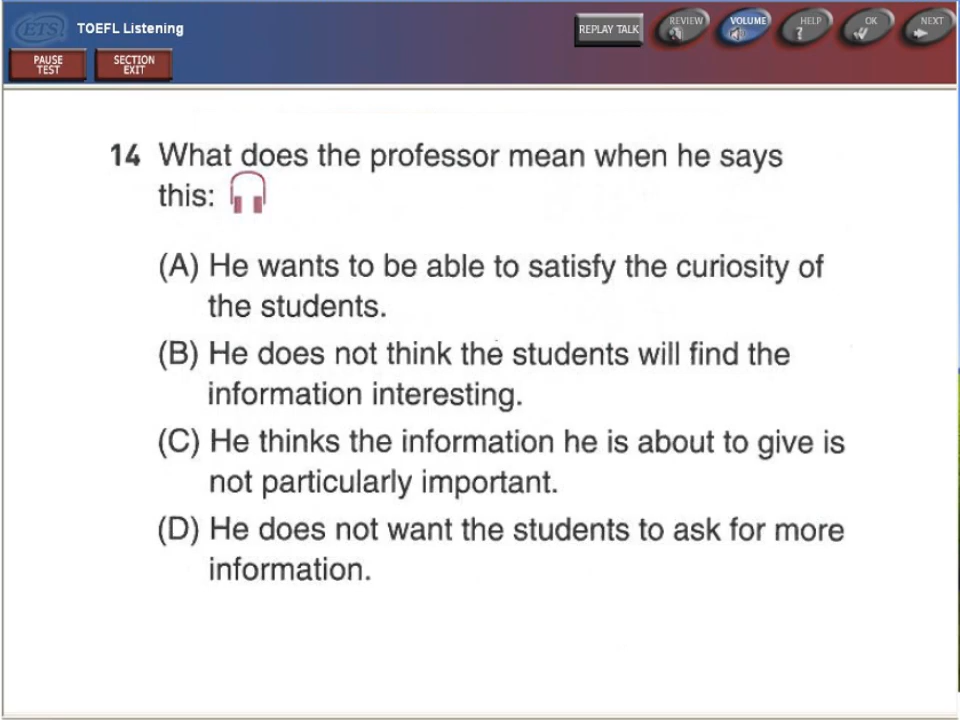 ETS
TOEFL Listening
REPLAY TALK
REVIEW
VOLUME
HELP
OK
NEXT
PAUSE
TEST
SECTION
EXIT
14 What does the professor mean when he says
this:
(A) He wants to be able to satisfy the curiosity of
the students.
(B) He does not think the students will find the
information interesting.
(C) He thinks the information he is about to give is
not particularly important.
(D) He does not want the students to ask for more
information.